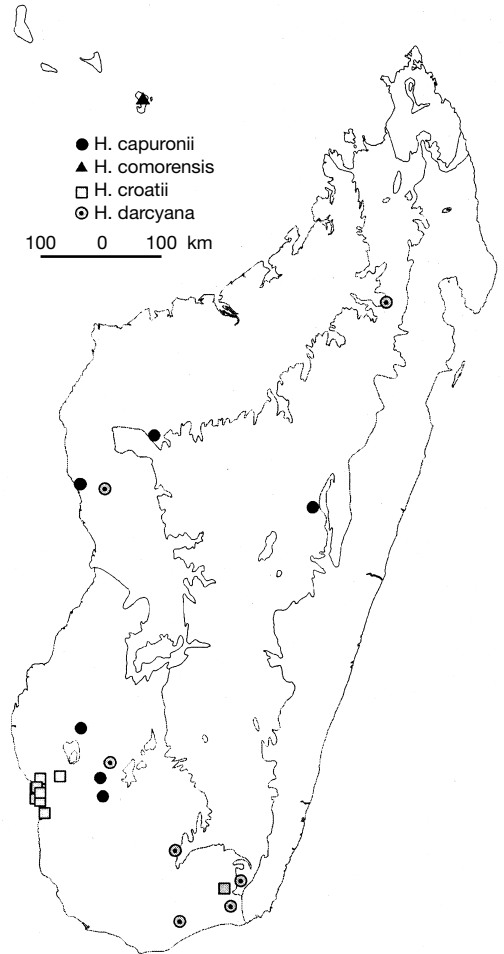 H. capuronii
H. comorensis
H. croatii
H. darcyana
100 0 100 km